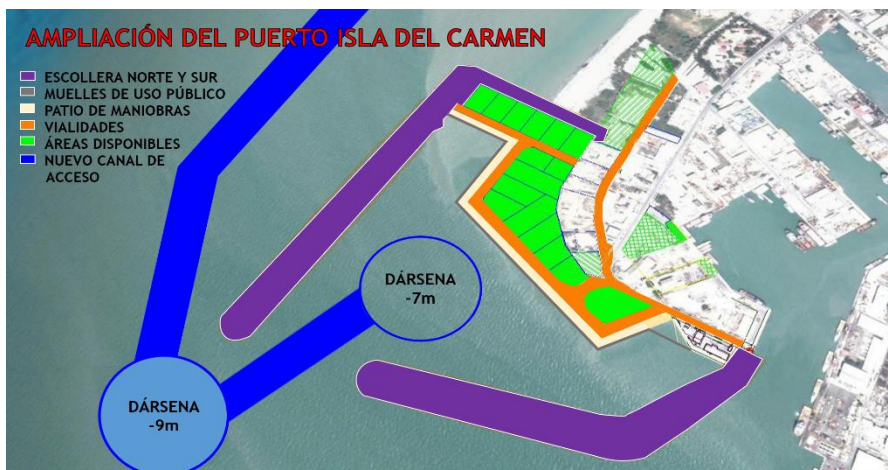 AMPLIACIÓN DEL PUERTO ISLA DEL CARMEN
ESCOLLERA NORTE Y SUR
MUELLES DE USO PÚBLICO
PATIO DE MANIOBRAS
VIALIDADES
ÁREAS DISPONIBLES
NUEVO CANAL DE
ACCESO
DÁRSENA
-7m
DÁRSENA
-9m